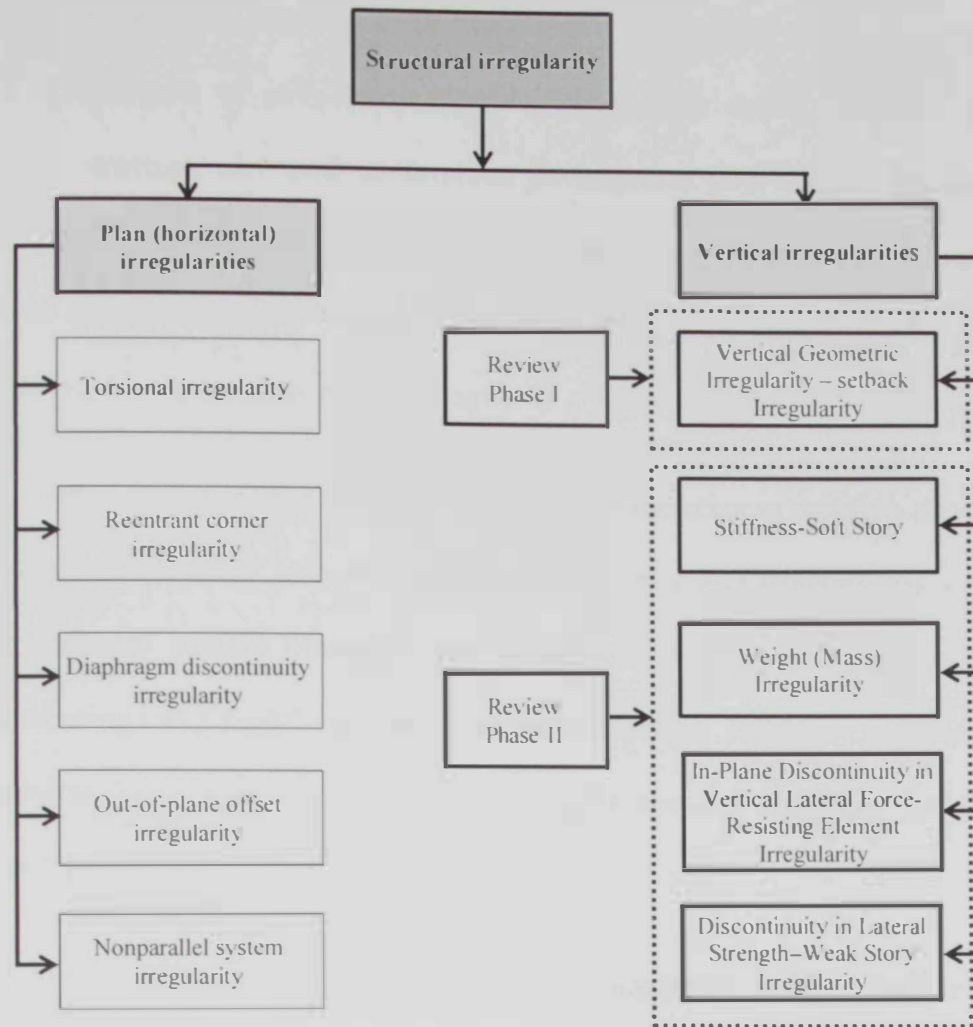 Structural irregularity
Plan (horizontal)
irregularities
Vertical irregularities
Torsional irregularity
Reentrant corner
irregularity
Diaphragm discontinuity
irregularity
Out-of-plane offset
irregularity
Nonparallel system
irregularity
Review
Phase I
Vertical Geometric
Irregularity – setback
Irregularity
Review
Phase II
Stiffness-Soft Story
Weight (Mass)
Irregularity
In-Plane Discontinuity in
Vertical Lateral Force-
Resisting Element
Irregularity
Discontinuity in Lateral
Strength–Weak Story
Irregularity